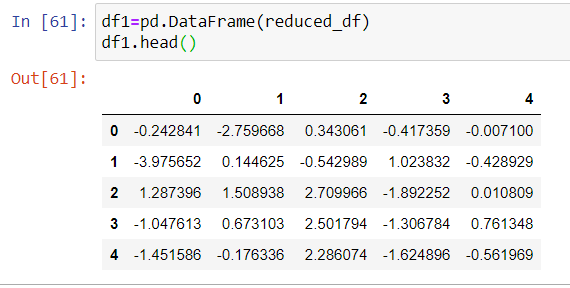 In [61]: df1=pd.DataFrame(reduced_df)
df1.head()
Out[61]:
0 1 2 3 4
0 -0.242841 -2.759668 0.343061 -0.417359 -0.007100
1 -3.975652 0.144625 -0.542989 1.023832 -0.428929
2 1.287396 1.508938 2.709966 -1.892252 0.010809
3 -1.047613 0.673103 2.501794 -1.306784 0.761348
4 -1.451586 -0.176336 2.286074 -1.624896 -0.561969